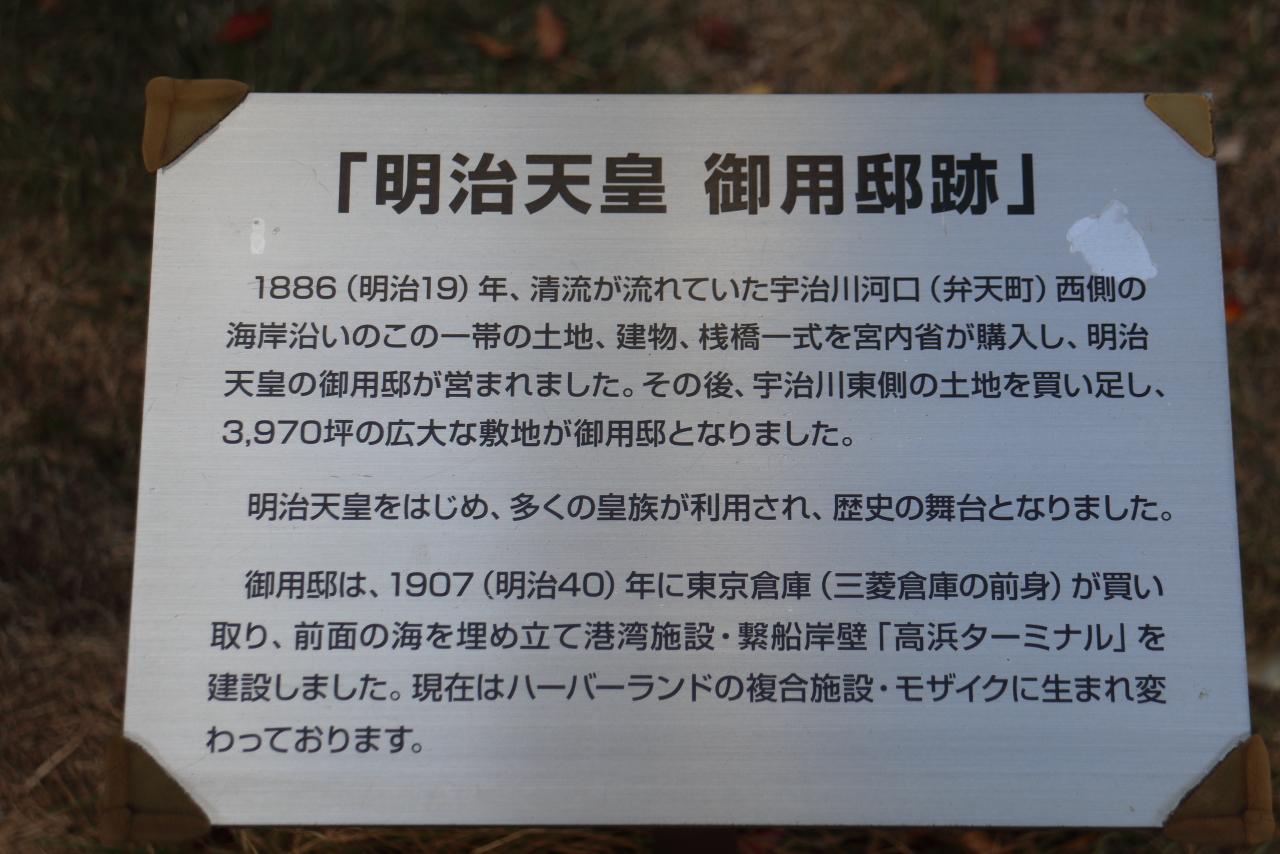 「明治天皇 御用邸跡」
1886（明治19）年、清流が流れていた宇治川河口（弁天町）西側の
海岸沿いのこの一帯の土地、建物、桟橋一式を宮内省が購入し、明治
天皇の御用邸が営まれました。その後、宇治川東側の土地を買い足し、
3,970坪の広大な敷地が御用邸となりました。
明治天皇をはじめ、多くの皇族が利用され、歴史の舞台となりました。
御用邸は、1907（明治40）年に東京倉庫（三菱倉庫の前身）が買い
取り、前面の海を埋め立て港湾施設・繋船岸壁「高浜ターミナル」を
建設しました。現在はハーバーランドの複合施設・モザイクに生まれ変
わっております。